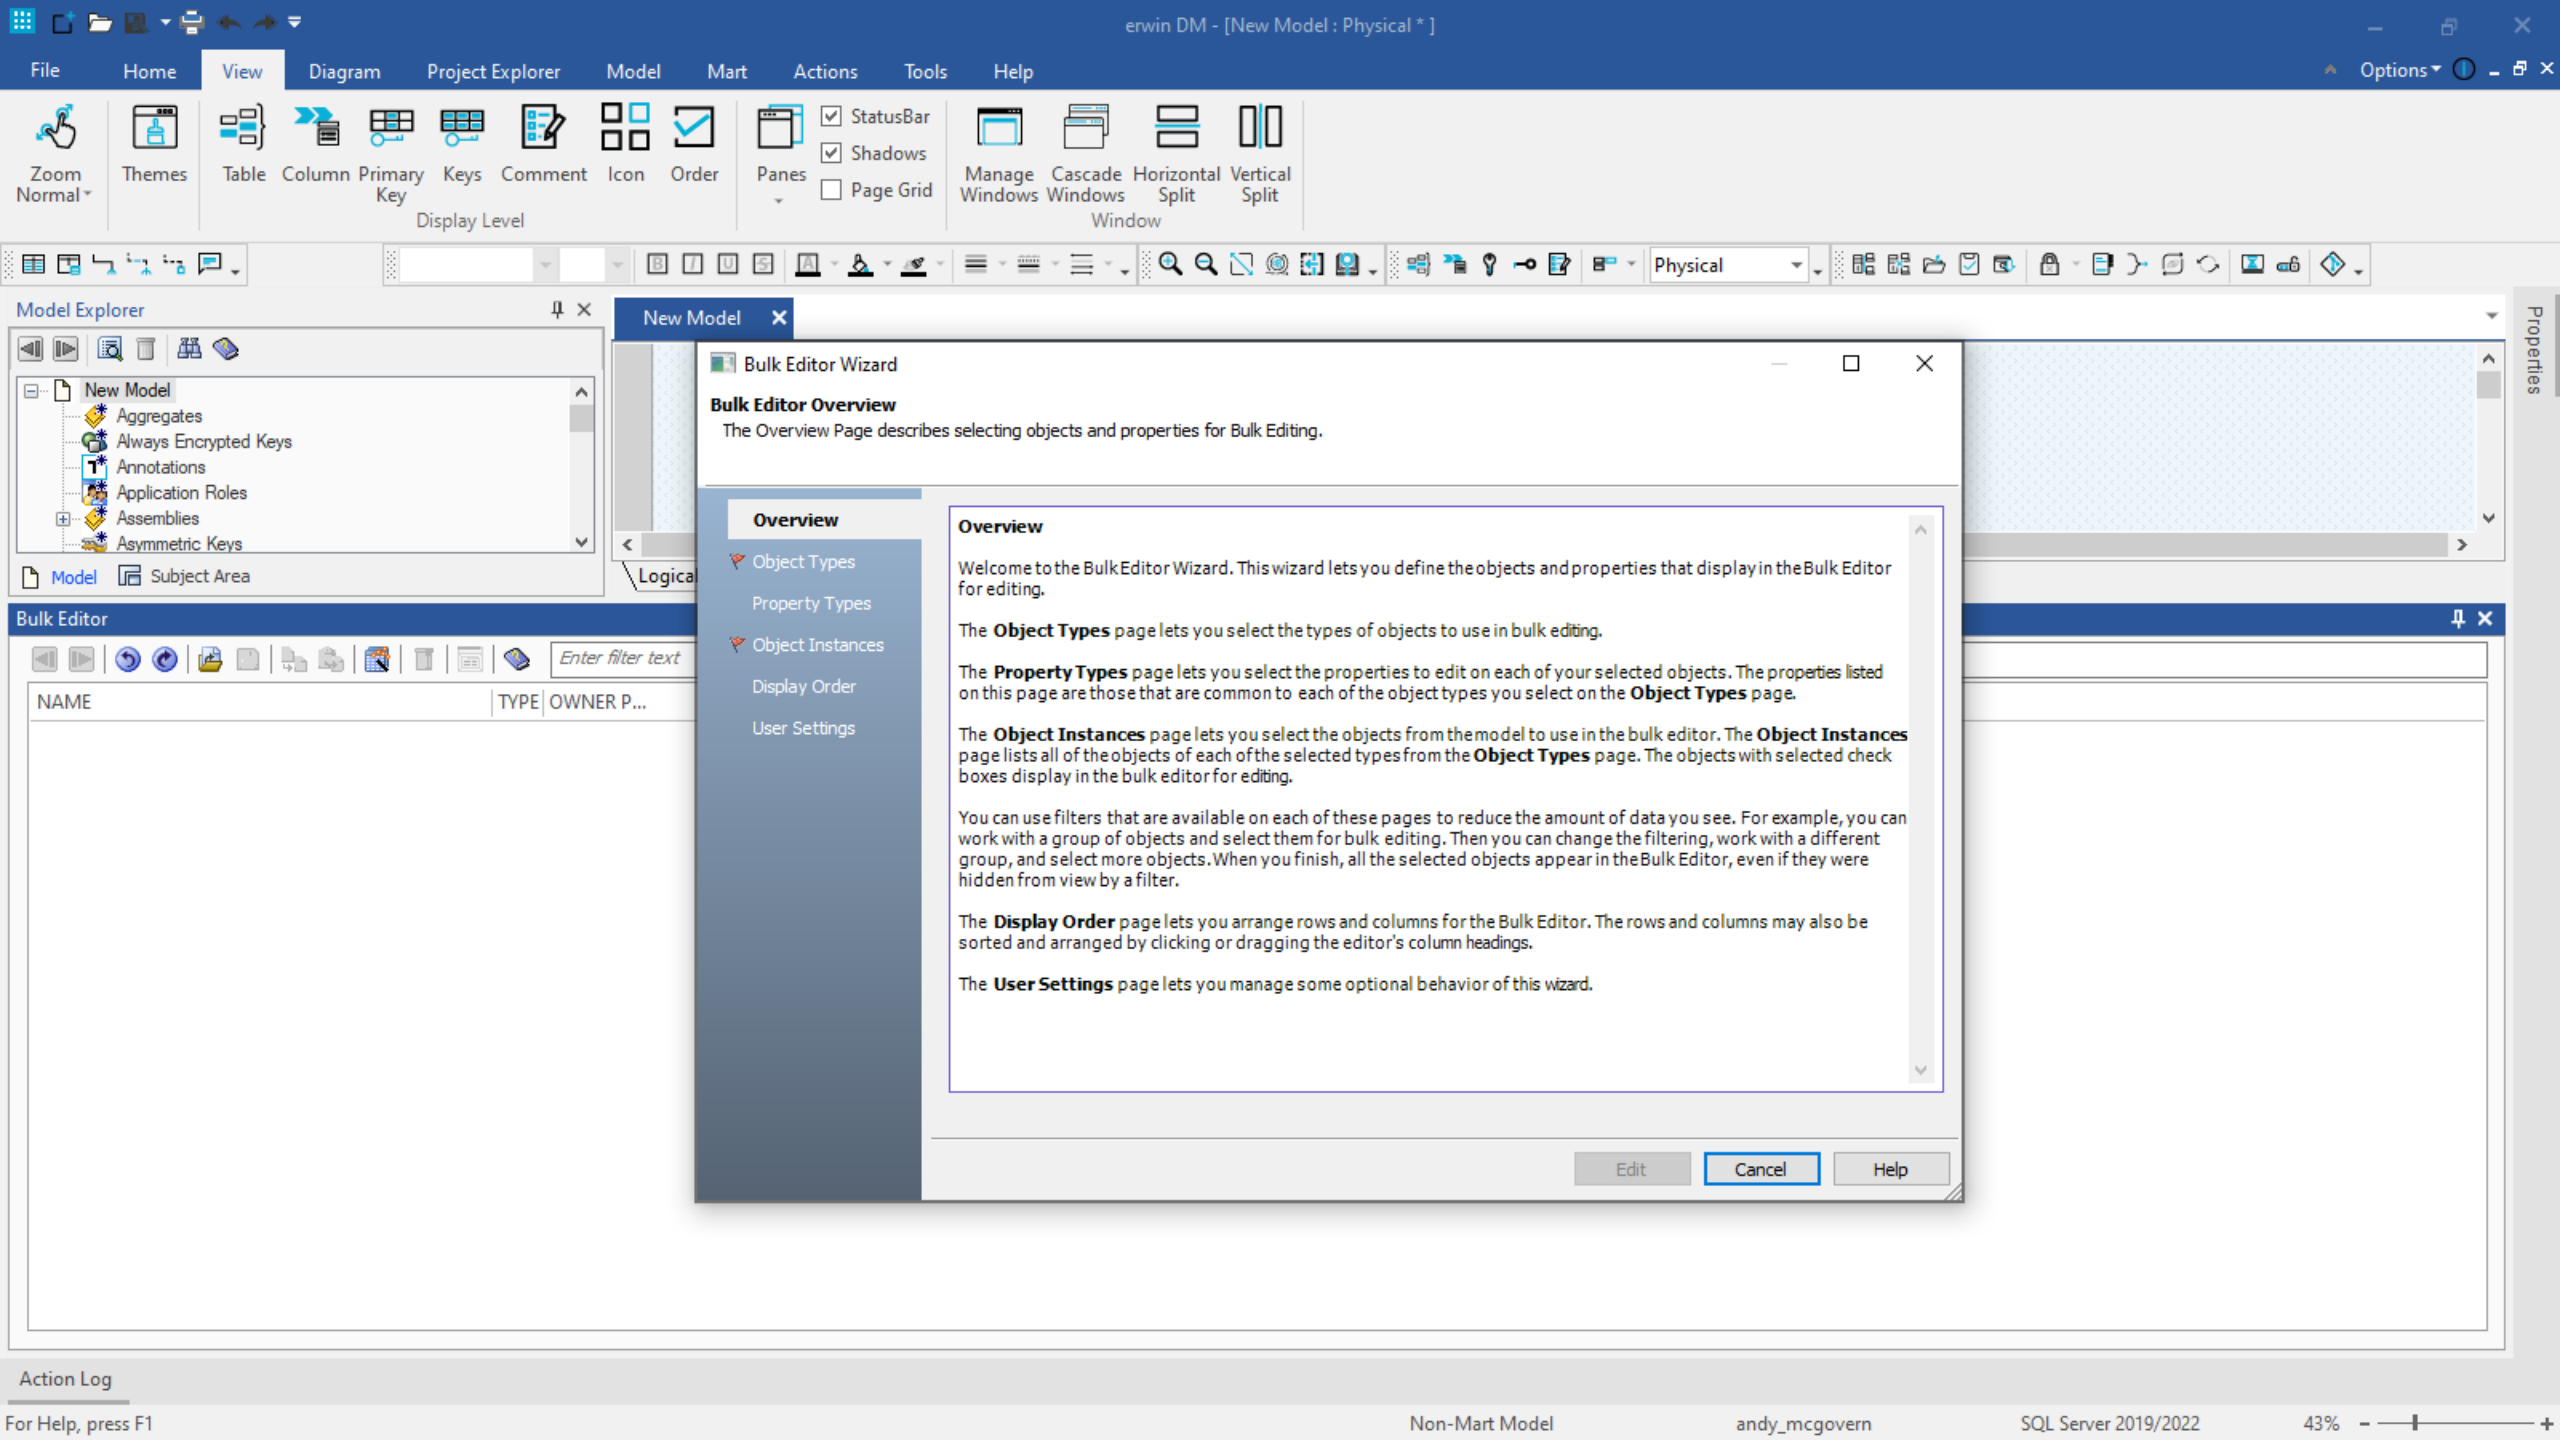 erwin DM - [New Model : Physical * ]
File Home View Diagram Project Explorer Model Mart Actions Tools Help Options
Zoom Normal
Themes
Table
Column
Primary Key
Keys
Comment
Icon
Order
Display Level
Panes
StatusBar
Shadows
Page Grid
Manage Windows
Cascade Windows
Horizontal Split
Vertical Split
Window
B I U S A Physical
Model Explorer
New Model
Properties
New Model
Aggregates
Always Encrypted Keys
Annotations
Application Roles
Assemblies
Asymmetric Keys
Model Subject Area
Logica
Bulk Editor
Enter filter text
NAME TYPE OWNER P...
Bulk Editor Wizard
Bulk Editor Overview
The Overview Page describes selecting objects and properties for Bulk Editing.
Overview
Object Types
Property Types
Object Instances
Display Order
User Settings
Overview
Welcome to the Bulk Editor Wizard. This wizard lets you define the objects and properties that display in the Bulk Editor
for editing.
The Object Types page lets you select the types of objects to use in bulk editing.
The Property Types page lets you select the properties to edit on each of your selected objects. The properties listed
on this page are those that are common to each of the object types you select on the Object Types page.
The Object Instances page lets you select the objects from the model to use in the bulk editor. The Object Instances
page lists all of the objects of each of the selected types from the Object Types page. The objects with selected check
boxes display in the bulk editor for editing.
You can use filters that are available on each of these pages to reduce the amount of data you see. For example, you can
work with a group of objects and select them for bulk editing. Then you can change the filtering, work with a different
group, and select more objects. When you finish, all the selected objects appear in the Bulk Editor, even if they were
hidden from view by a filter.
The Display Order page lets you arrange rows and columns for the Bulk Editor. The rows and columns may also be
sorted and arranged by clicking or dragging the editor's column headings.
The User Settings page lets you manage some optional behavior of this wizard.
Edit Cancel Help
Action Log
For Help, press F1 Non-Mart Model andy_mcgovern SQL Server 2019/2022 43%